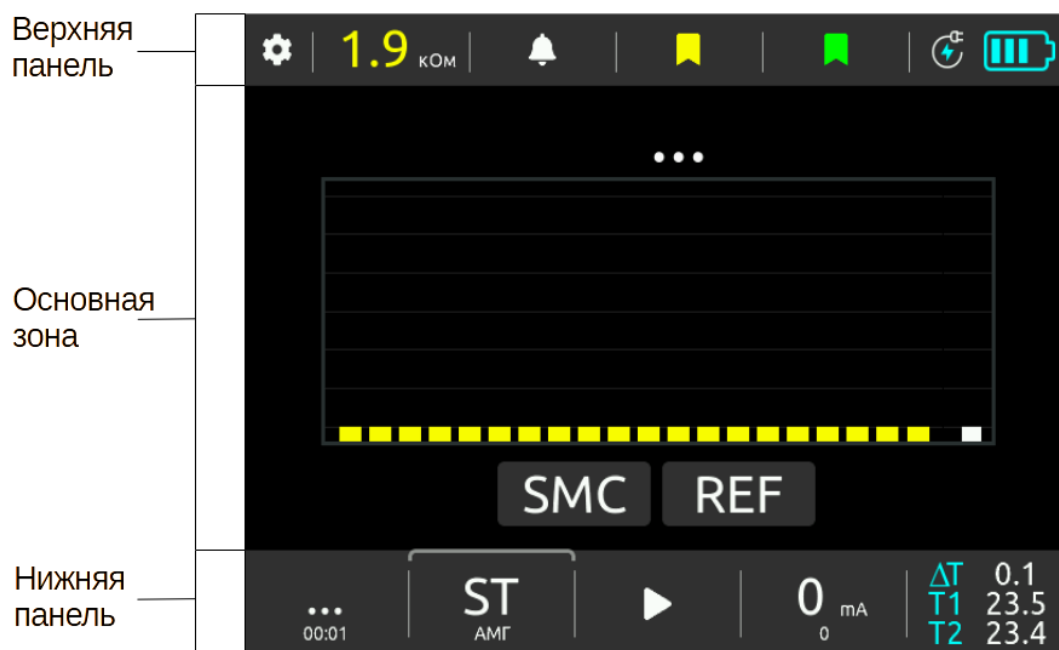 Верхняя
панель
1.9 кОм
...
Основная
зона
SMC REF
Нижняя
панель
...
00:01
ST
АМГ
0 mA
0
ΔT 0.1
T1 23.5
T2 23.4